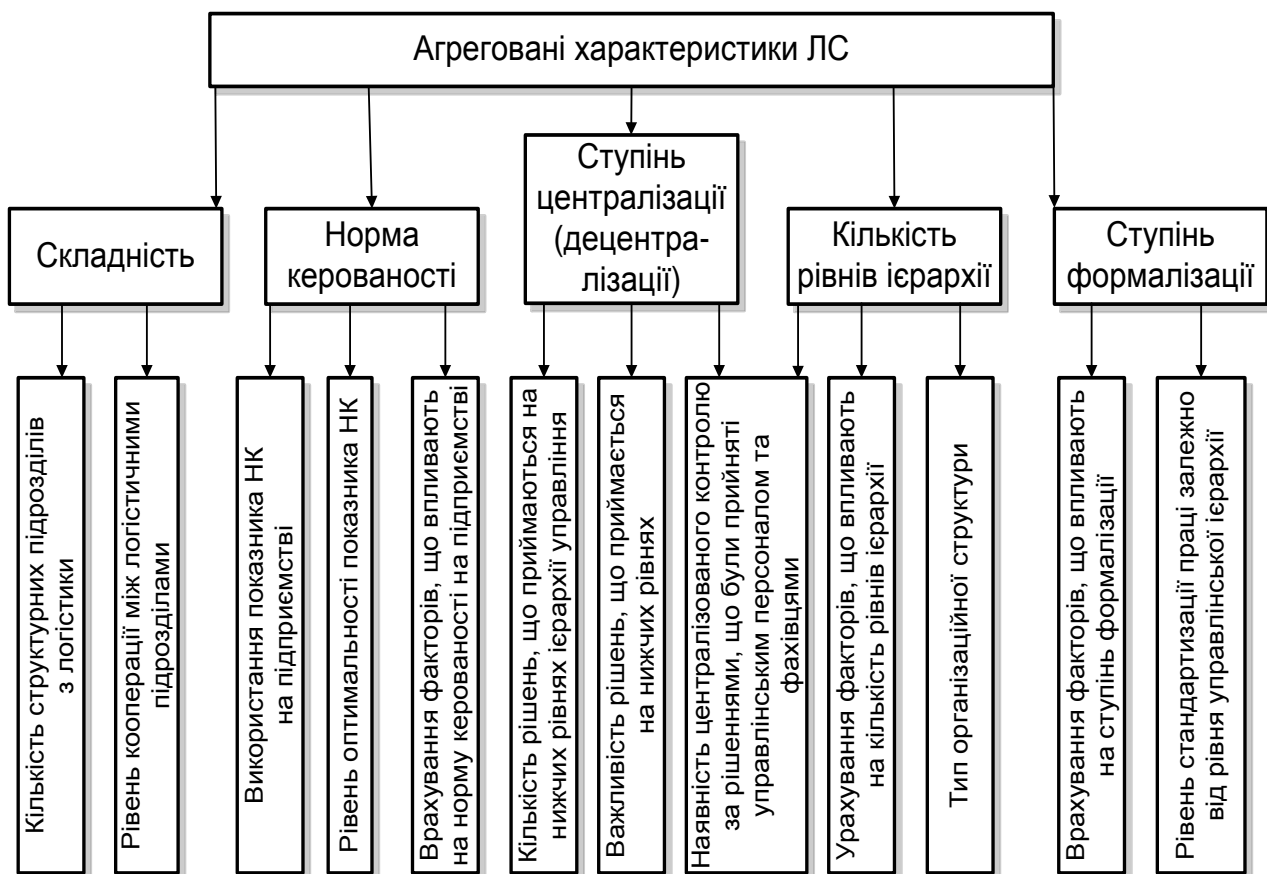 Агреговані характеристики ЛС
Складність
Норма
керованості
Ступінь
централізації
(децентра-
лізації)
Кількість
рівнів ієрархії
Ступінь
формалізації
Кількість структурних підрозділів
з логістики
Рівень кооперації між логістичними
підрозділами
Використання показника НК
на підприємстві
Рівень оптимальності показника НК
Врахування факторів, що впливають
на норму керованості на підприємстві
Кількість рішень, що приймаються на
нижчих рівнях ієрархії управління
Важливість рішень, що приймається
на нижчих рівнях
Наявність централізованого контролю
за рішеннями, що були прийняті
управлінським персоналом та
фахівцями
Урахування факторів, що впливають
на кількість рівнів ієрархії
Тип організаційної структури
Врахування факторів, що впливають
на ступінь формалізації
Рівень стандартизації праці залежно
від рівня управлінської ієрархії